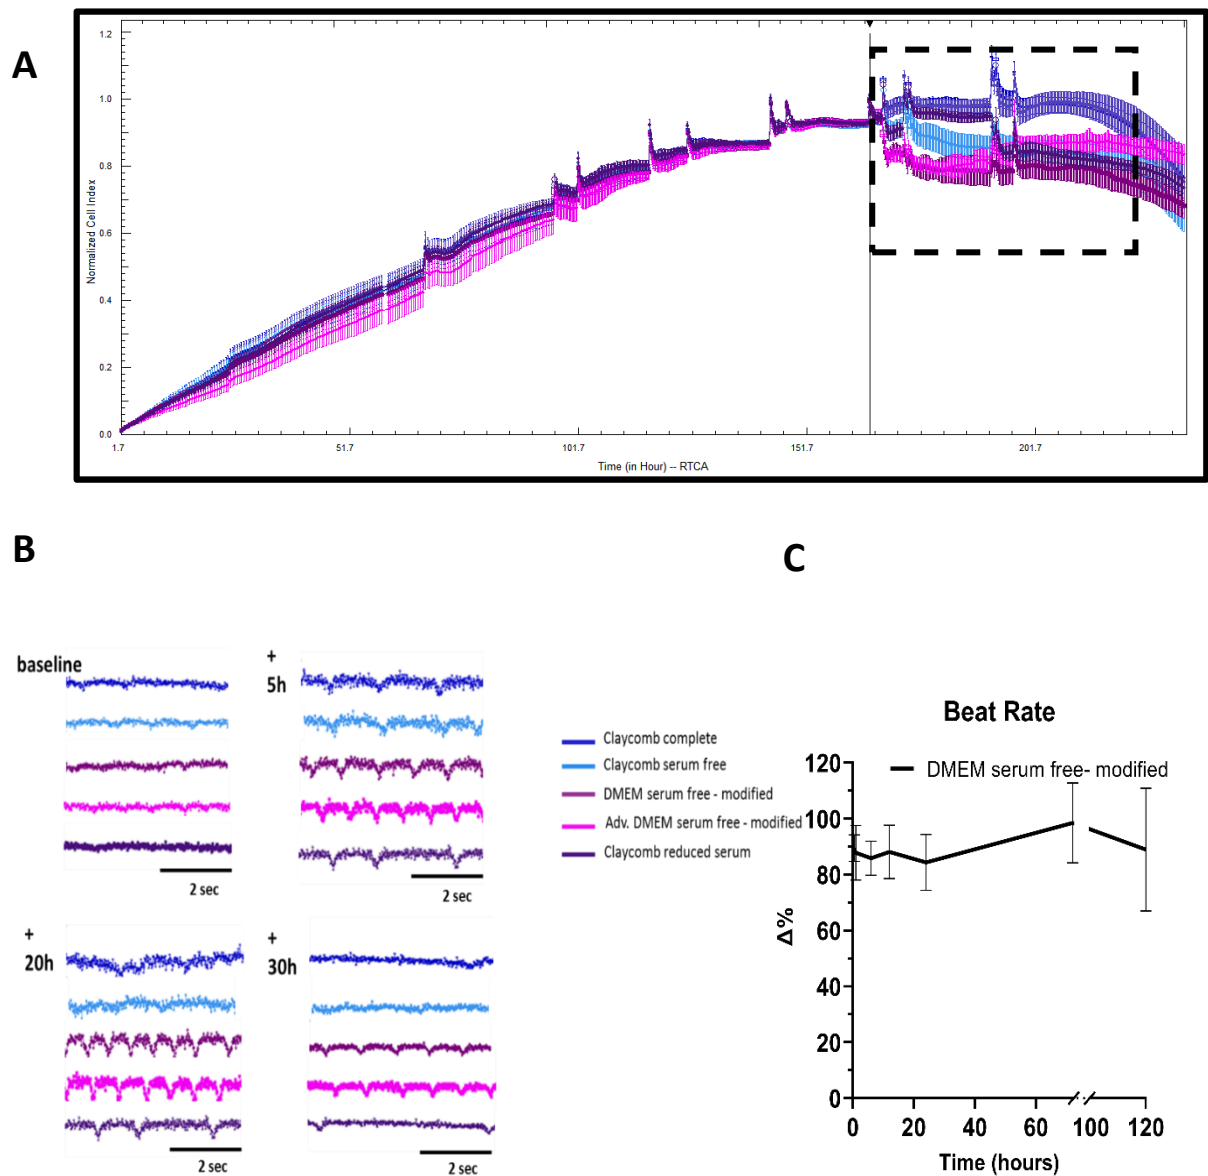 A
1.2
1.0
0.8
0.6
0.4
0.2
0.0
Normalized Cell Index
1.7
51.7
101.7
151.7
201.7
Time (in Hour) -- RTCA
B
C
baseline
2 sec
+
5h
2 sec
Claycomb complete
Claycomb serum free
DMEM serum free - modified
Adv. DMEM serum free - modified
Claycomb reduced serum
+
20h
2 sec
+
30h
2 sec
Beat Rate
DMEM serum free- modified
120
100
80
60
40
20
0
Δ%
0
20
40
60
100
120
Time (hours)